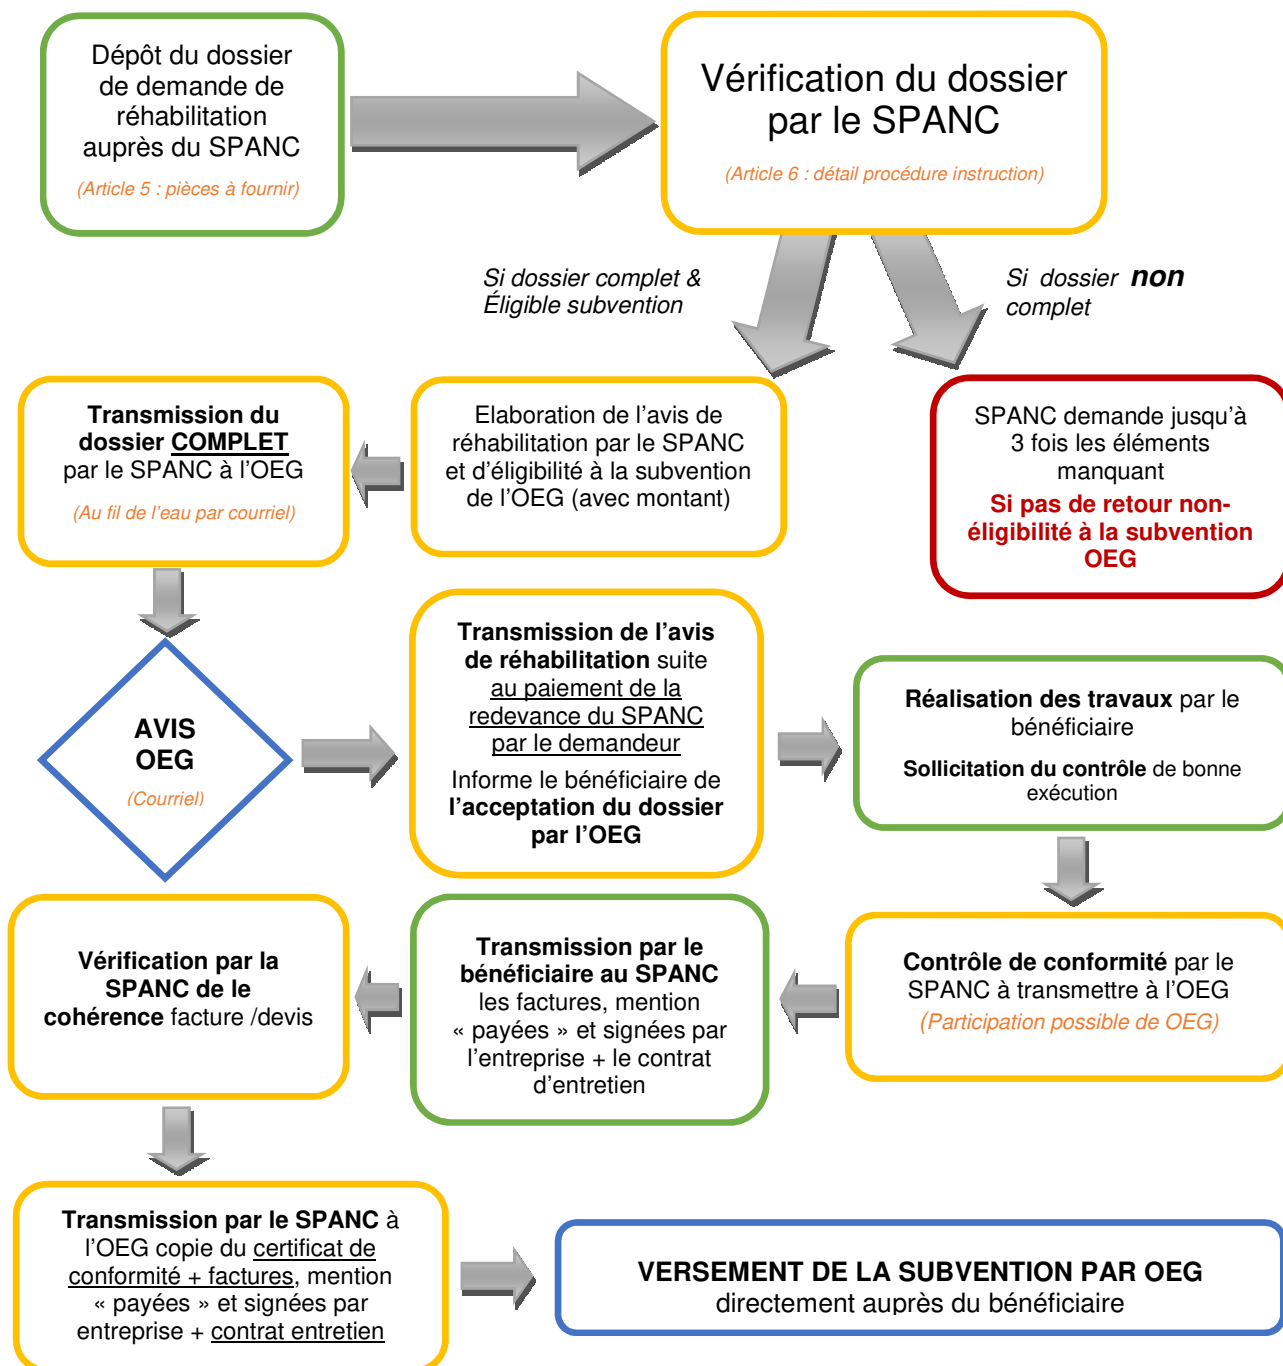 Dépôt du dossier
de demande de
réhabilitation
auprès du SPANC
(Article 5 : pièces à fournir)
Vérification du dossier
par le SPANC
(Article 6 : détail procédure instruction)
Si dossier complet &
Éligible subvention
Si dossier non
complet
Transmission du
dossier COMPLET
par le SPANC à l’OEG
(Au fil de l’eau par courriel)
Elaboration de l’avis de
réhabilitation par le SPANC
et d’éligibilité à la subvention
de l’OEG (avec montant)
SPANC demande jusqu’à
3 fois les éléments
manquant
Si pas de retour non-
éligibilité à la subvention
OEG
AVIS
OEG
(Courriel)
Transmission de l’avis
de réhabilitation suite
au paiement de la
redevance du SPANC
par le demandeur
Informe le bénéficiaire de
l’acceptation du dossier
par l’OEG
Réalisation des travaux par le
bénéficiaire
Sollicitation du contrôle de bonne
exécution
Vérification par la
SPANC de le
cohérence facture /devis
Transmission par le
bénéficiaire au SPANC
les factures, mention
« payées » et signées par
l’entreprise + le contrat
d’entretien
Contrôle de conformité par le
SPANC à transmettre à l’OEG
(Participation possible de OEG)
Transmission par le SPANC à
l’OEG copie du certificat de
conformité + factures, mention
« payées » et signées par
entreprise + contrat entretien
VERSEMENT DE LA SUBVENTION PAR OEG
directement auprès du bénéficiaire